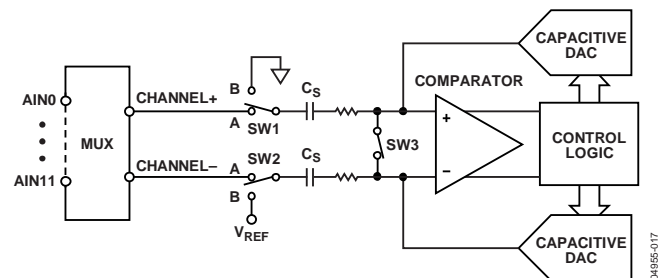 CAPACITIVE
DAC
B
CS
COMPARATOR
AIN0
CHANNEL+
A
SW1
+
MUX
SW3
CONTROL
LOGIC
CHANNEL–
A
SW2
CS
–
AIN11
B
VREF
CAPACITIVE
DAC
04955-017